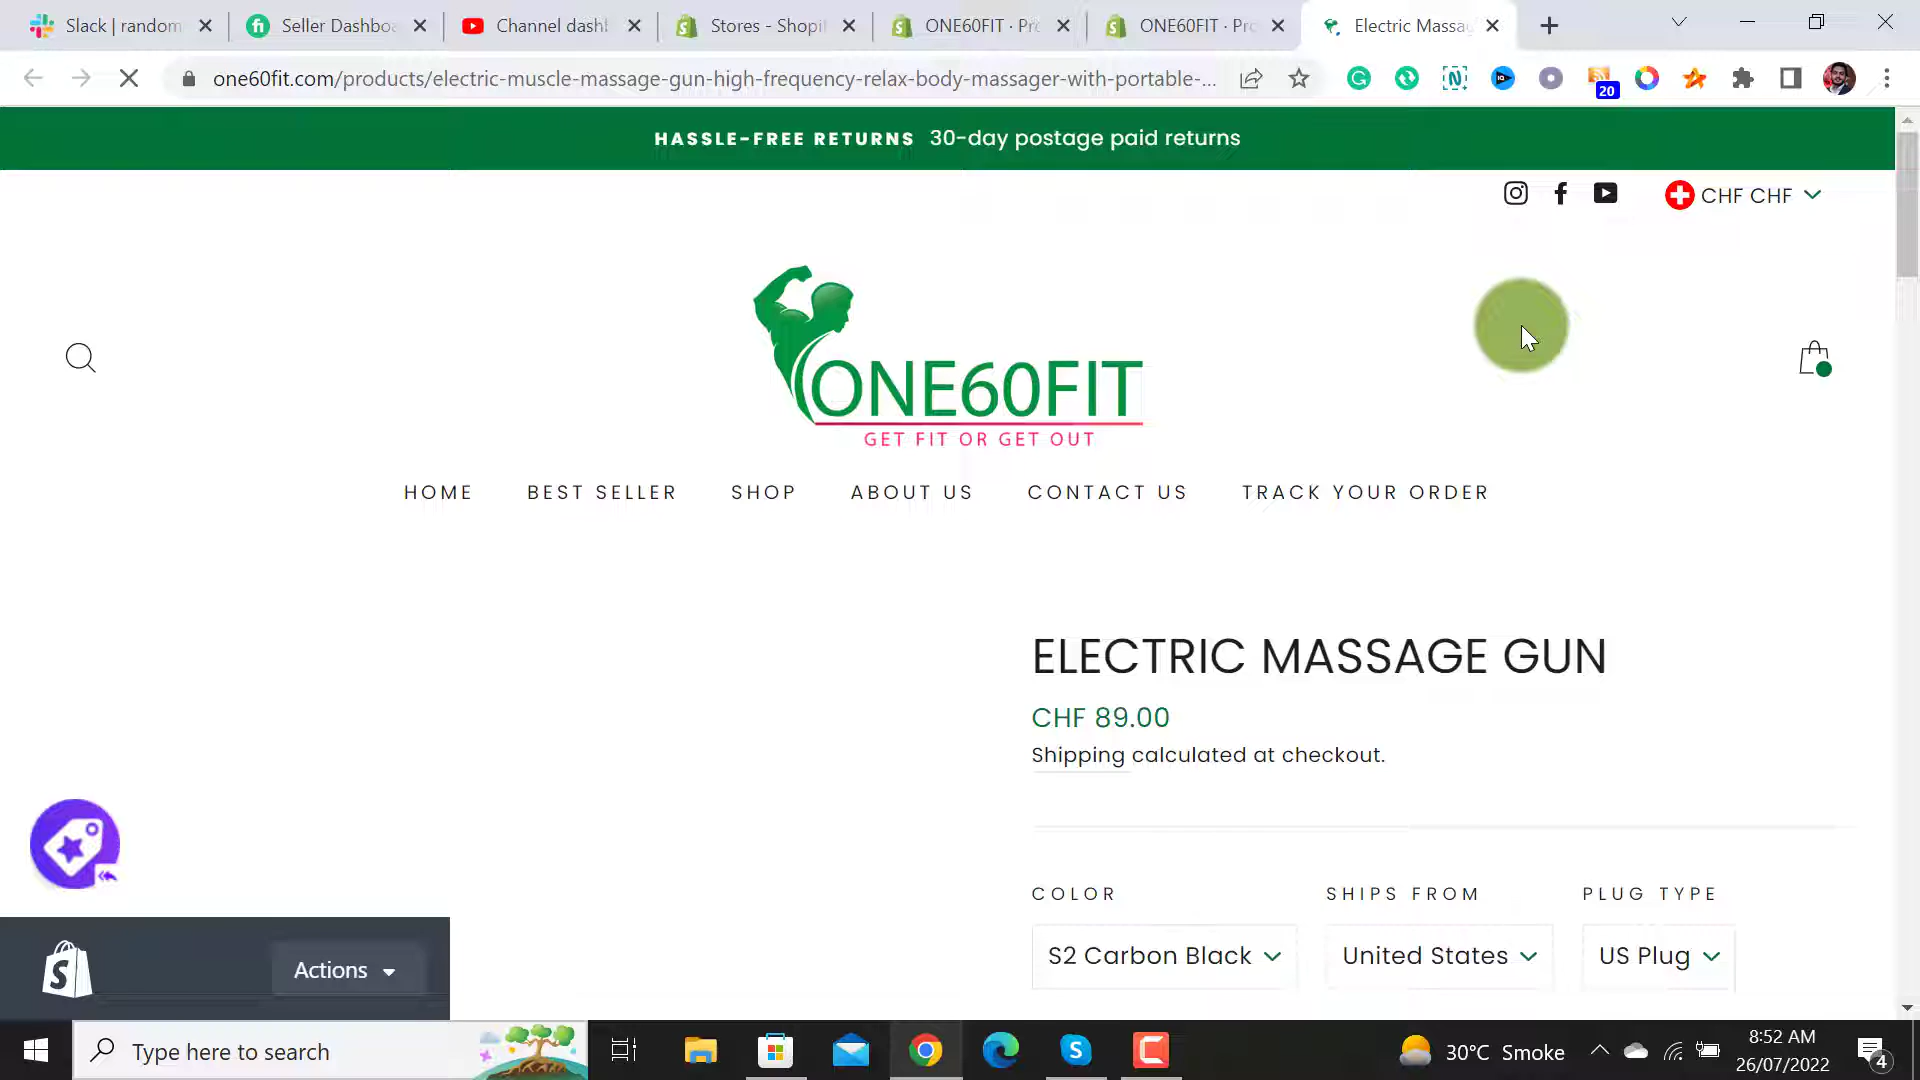 Slack | random
Seller Dashbo
Channel dash
Stores - Shopif
ONE60FIT · Pr
ONE60FIT · Pr
Electric Massag
one60fit.com/products/electric-muscle-massage-gun-high-frequency-relax-body-massager-with-portable-...
20
HASSLE-FREE RETURNS 30-day postage paid returns
CHF CHF
ONE60FIT
GET FIT OR GET OUT
HOME BEST SELLER SHOP ABOUT US CONTACT US TRACK YOUR ORDER
ELECTRIC MASSAGE GUN
CHF 89.00
Shipping calculated at checkout.
COLOR SHIPS FROM PLUG TYPE
S2 Carbon Black United States US Plug
Actions
Type here to search
30°C Smoke
8:52 AM
26/07/2022
4